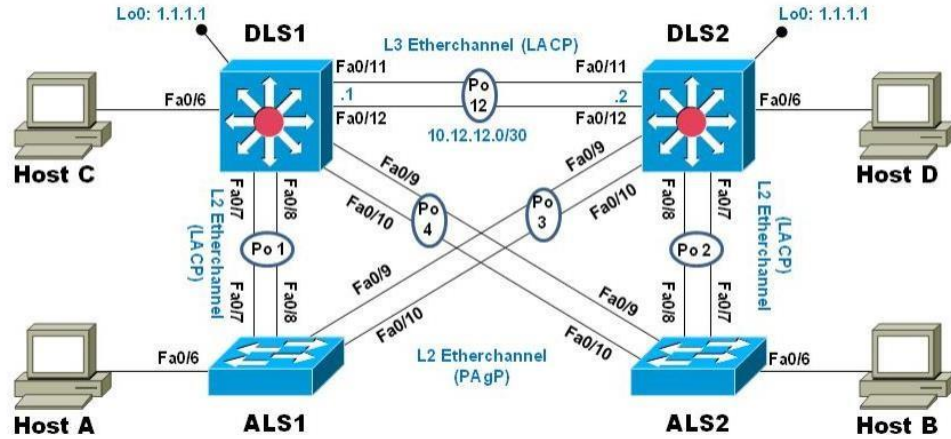 Lo0: 1.1.1.1
DLS1
L3 Etherchannel (LACP)
DLS2
Lo0: 1.1.1.1
Fa0/11
Fa0/11
Fa0/6
.1
Po
12
.2
Fa0/6
Fa0/12
Fa0/12
10.12.12.0/30
Host C
Host D
Fa0/9
Fa0/9
Fa0/10
Fa0/10
Fa0/7
Fa0/8
Fa0/8
Fa0/7
L2 Etherchannel
(LACP)
Po
4
Po
3
L2 Etherchannel
(LACP)
Po 1
Po 2
Fa0/7
Fa0/8
Fa0/9
Fa0/10
Fa0/9
Fa0/10
Fa0/8
Fa0/7
L2 Etherchannel
(PAgP)
Fa0/6
Fa0/6
Host A
ALS1
ALS2
Host B